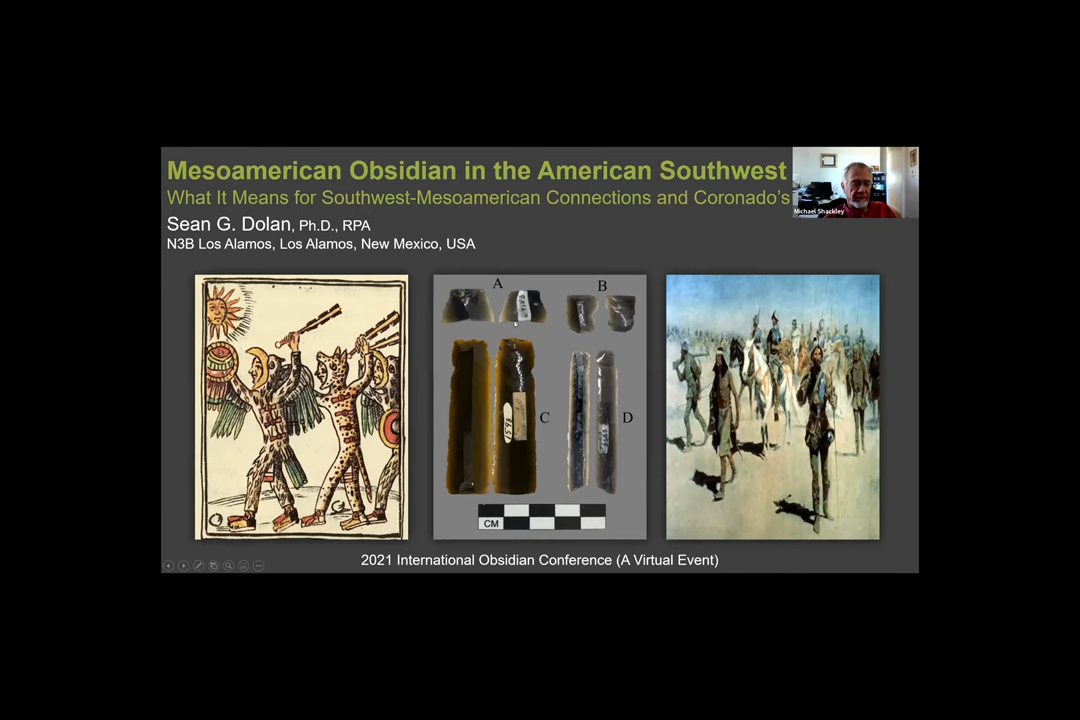 Mesoamerican Obsidian in the American Southwest
What It Means for Southwest-Mesoamerican Connections and Coronado's
Sean G. Dolan, Ph.D., RPA
N3B Los Alamos, Los Alamos, New Mexico, USA
Michael Shackley
A
B
C
D
CM
2021 International Obsidian Conference (A Virtual Event)